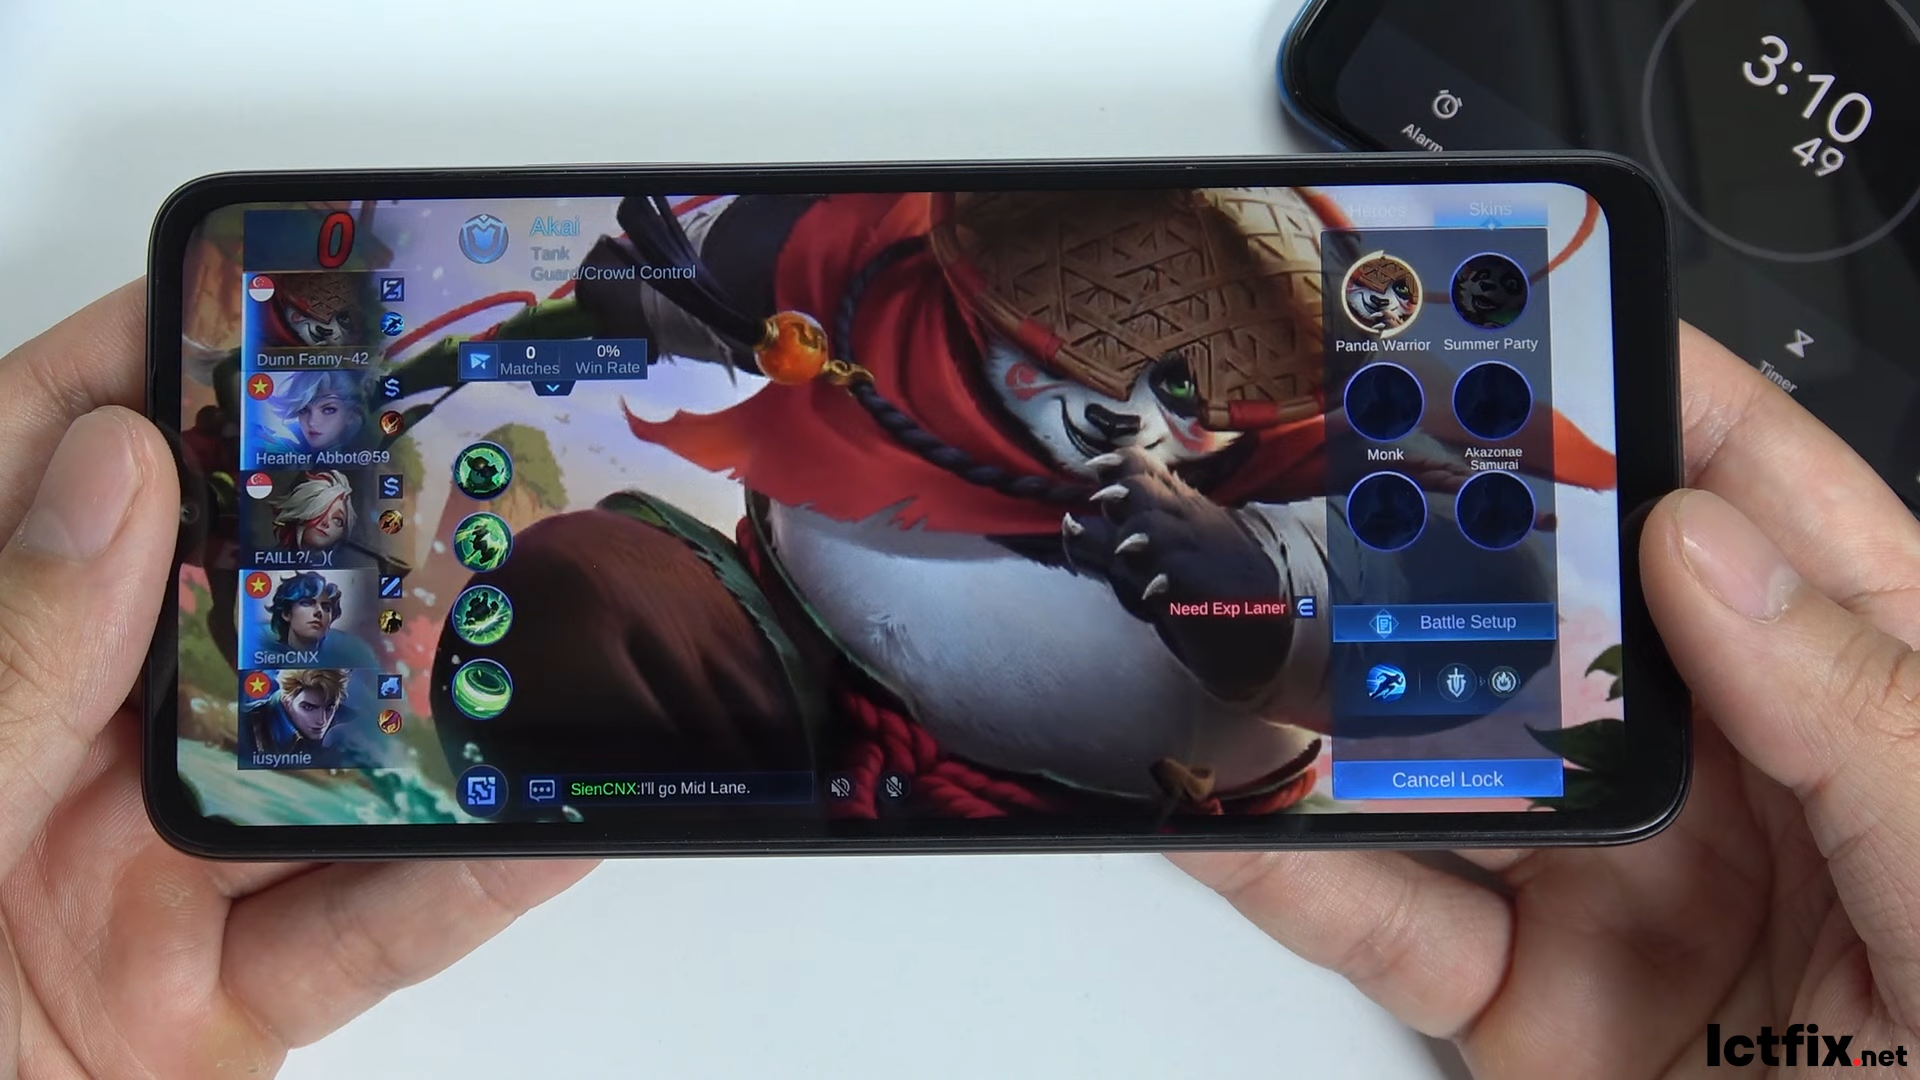 3:10
49
Alarm
Timer
0
Akai
Tank
Guard/Crowd Control
Heroes
Skins
Dunn Fanny~42
0
Matches
0%
Win Rate
Panda Warrior
Summer Party
Heather Abbot@59
Monk
Akazonae
Samurai
FAILL?/._)(
Need Exp Laner
Battle Setup
SienCNX
iusynnie
SienCNX:I'll go Mid Lane.
Cancel Lock
Ictfix.net